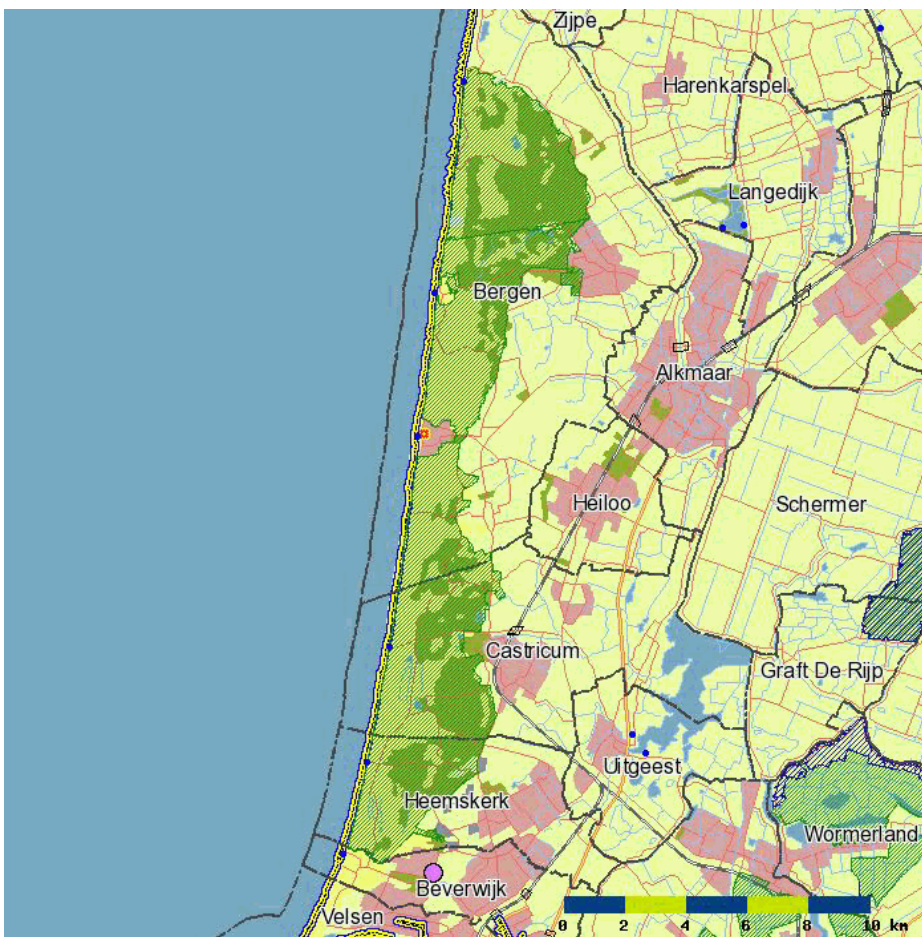 Zijpe
Harenkarspel
Langedijk
Bergen
Alkmaar
Heiloo
Schermer
Castricum
Graft De Rijp
Uitgeest
Heemskerk
Wormerland
Beverwijk
Velsen
0 2 4 6 8 10 km